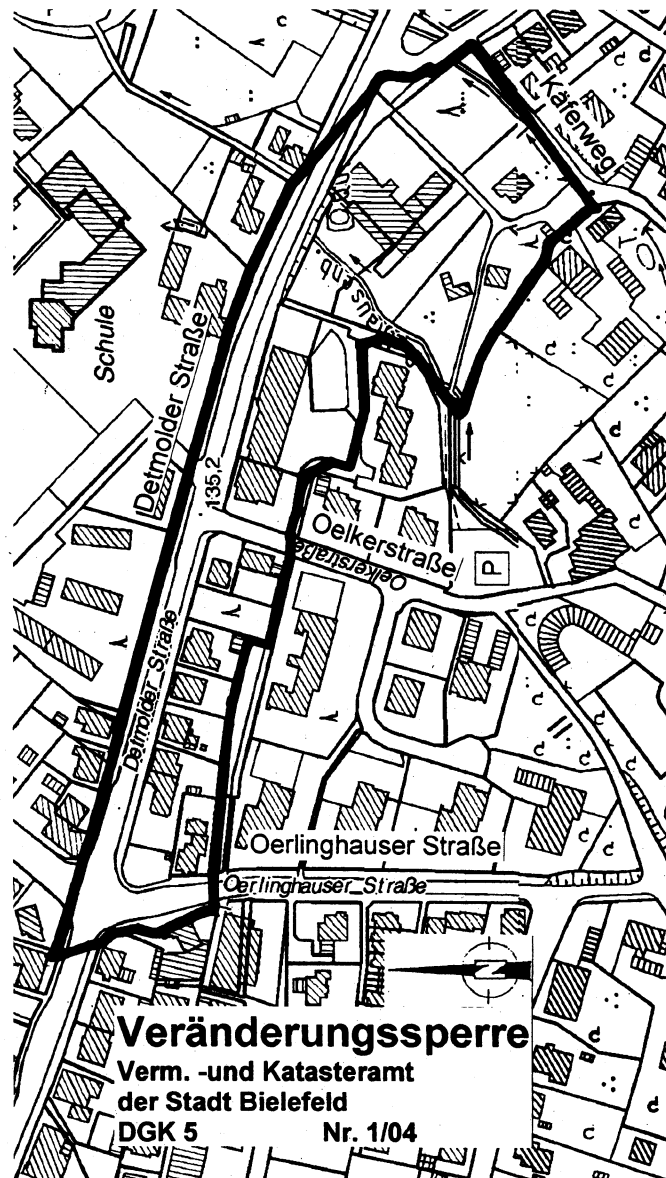 P
Käferweg
Schule
Detmolder Straße
135,2
Oelkerstraße
Oelkerstraße
P
Detmolder Straße
Oerlinghauser Straße
Oerlinghauser Straße
N
Veränderungssperre
Verm. -und Katasteramt
der Stadt Bielefeld
DGK 5 Nr. 1/04